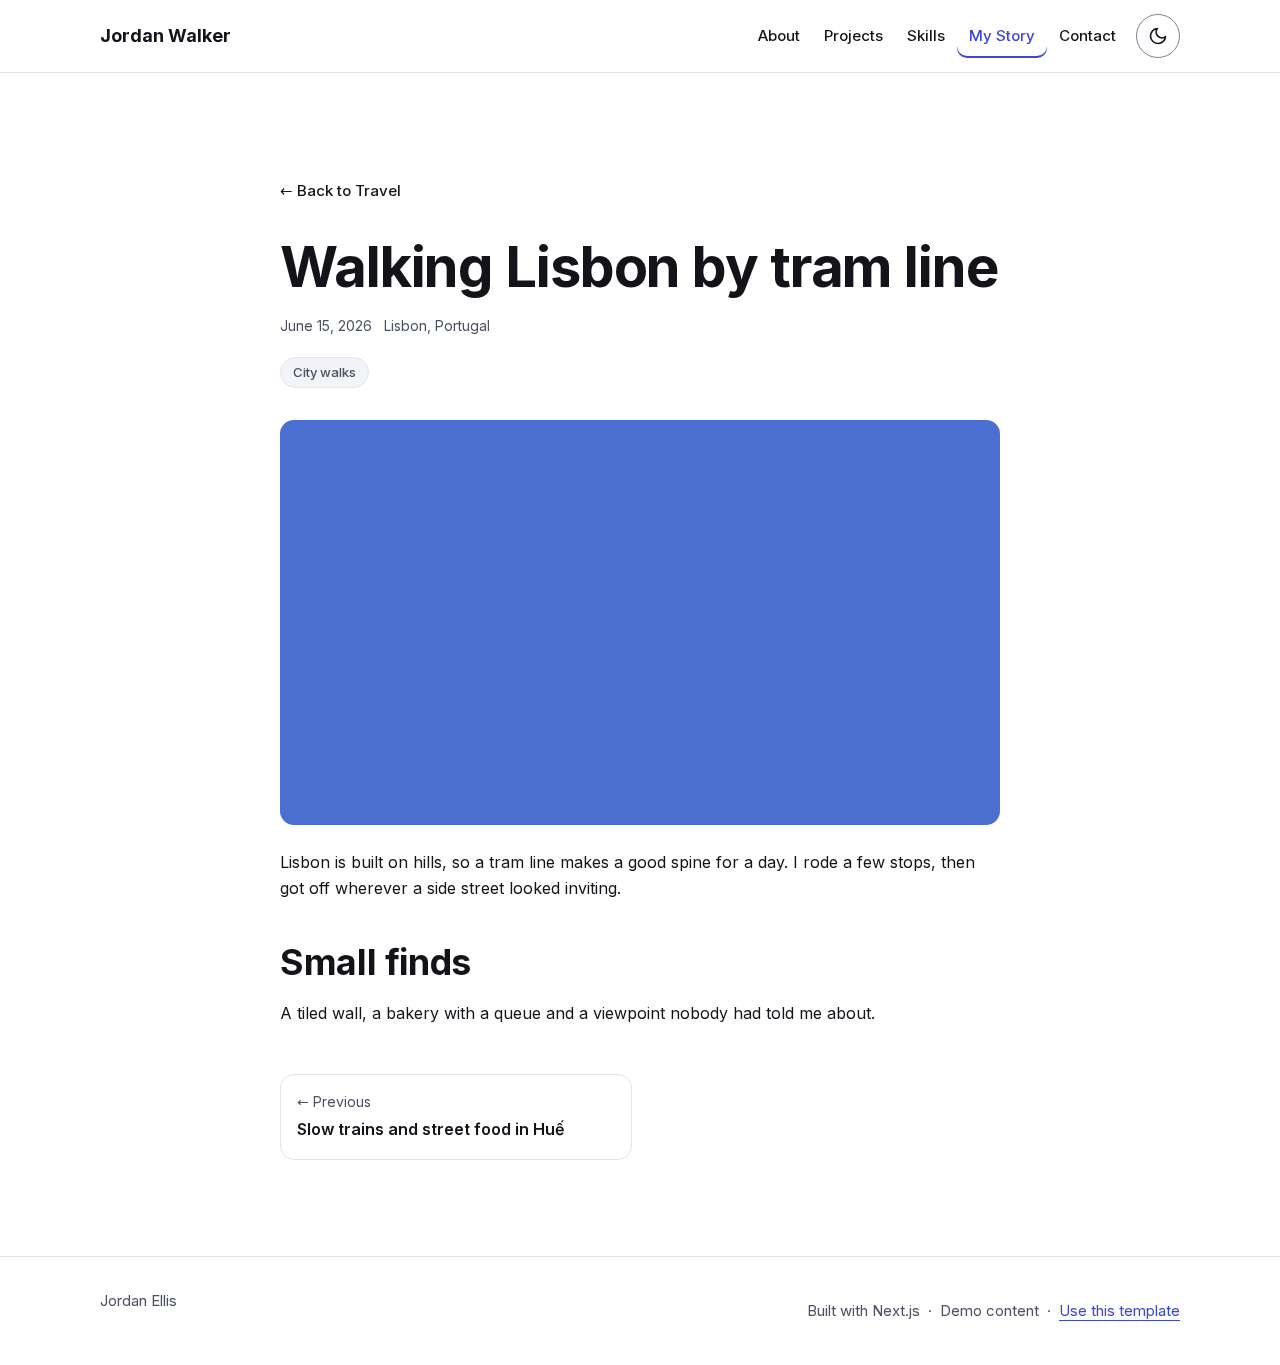 Jordan Walker
About Projects Skills My Story Contact
← Back to Travel
Walking Lisbon by tram line
June 15, 2026 Lisbon, Portugal
City walks
Lisbon is built on hills, so a tram line makes a good spine for a day. I rode a few stops, then
got off wherever a side street looked inviting.
Small finds
A tiled wall, a bakery with a queue and a viewpoint nobody had told me about.
← Previous
Slow trains and street food in Huế
Jordan Ellis
Built with Next.js · Demo content · Use this template